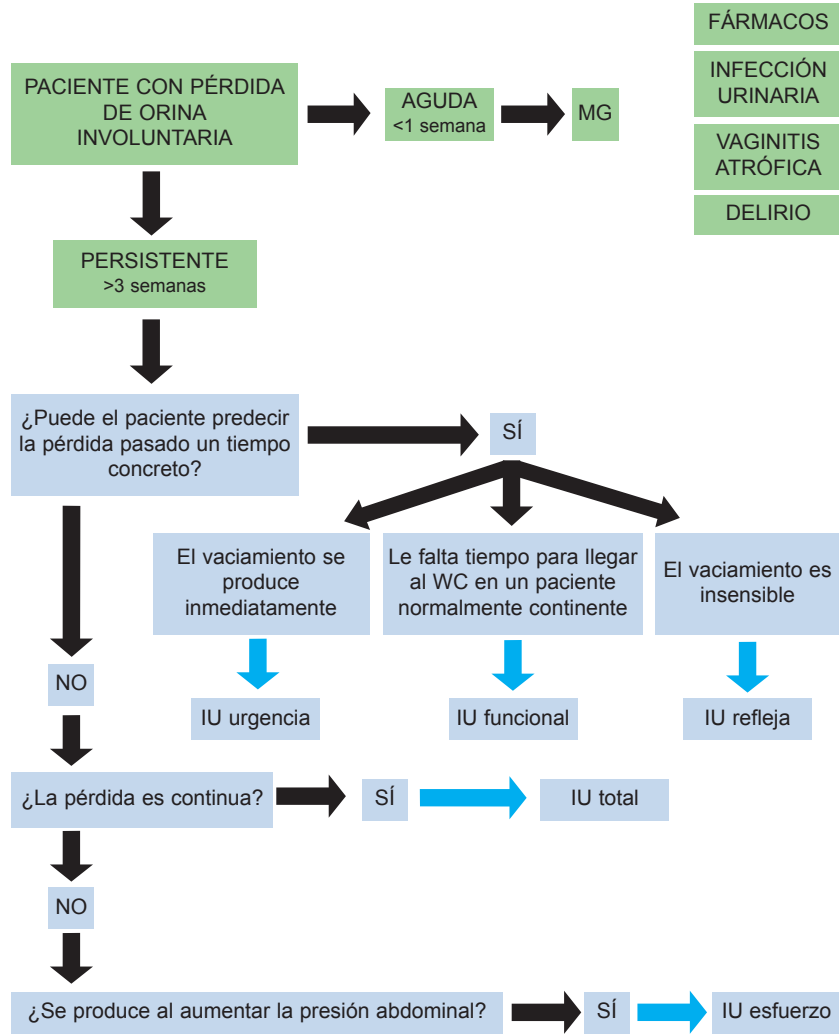 FÁRMACOS
INFECCIÓN
URINARIA
VAGINITIS
ATRÓFICA
DELIRIO
PACIENTE CON PÉRDIDA
DE ORINA
INVOLUNTARIA
AGUDA
<1 semana
MG
PERSISTENTE
>3 semanas
¿Puede el paciente predecir
la pérdida pasado un tiempo
concreto?
SÍ
El vaciamiento se
produce
inmediatamente
Le falta tiempo para llegar
al WC en un paciente
normalmente continente
El vaciamiento es
insensible
NO
IU urgencia
IU funcional
IU refleja
¿La pérdida es continua?
SÍ
IU total
NO
¿Se produce al aumentar la presión abdominal?
SÍ
IU esfuerzo